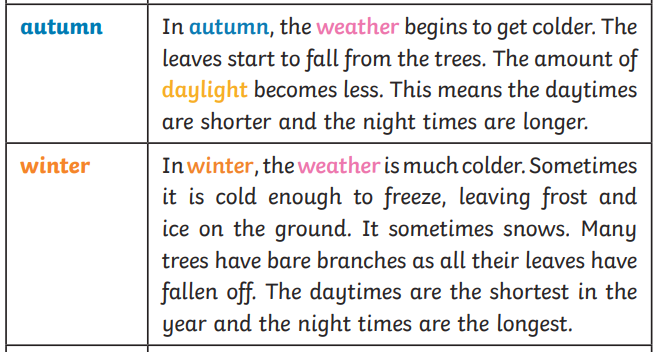 autumn
In autumn, the weather begins to get colder. The
leaves start to fall from the trees. The amount of
daylight becomes less. This means the daytimes
are shorter and the night times are longer.
winter
In winter, the weather is much colder. Sometimes
it is cold enough to freeze, leaving frost and
ice on the ground. It sometimes snows. Many
trees have bare branches as all their leaves have
fallen off. The daytimes are the shortest in the
year and the night times are the longest.